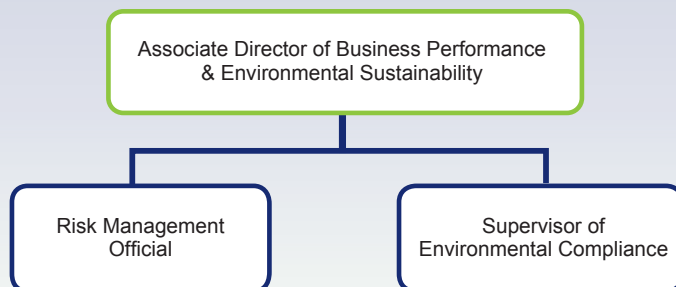 Associate Director of Business Performance
& Environmental Sustainability
Risk Management
Official
Supervisor of
Environmental Compliance